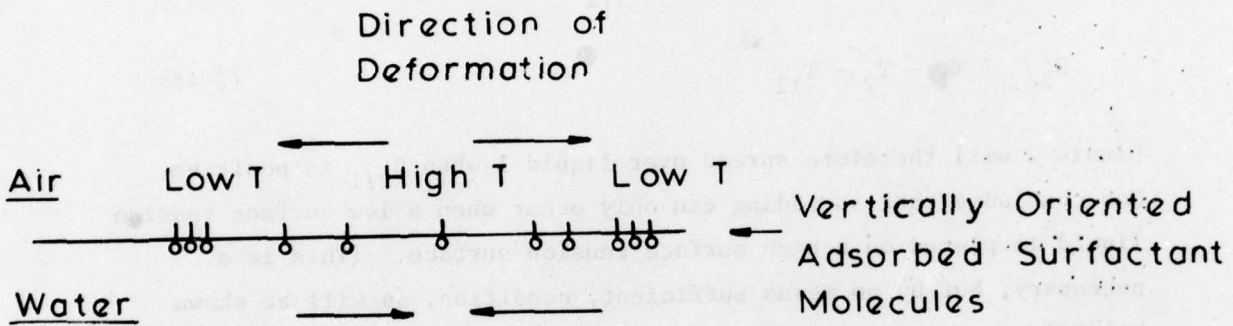 Direction of
Deformation
Air
Low T
High T
Low T
Vertically Oriented
Adsorbed Surfactant
Molecules
Water